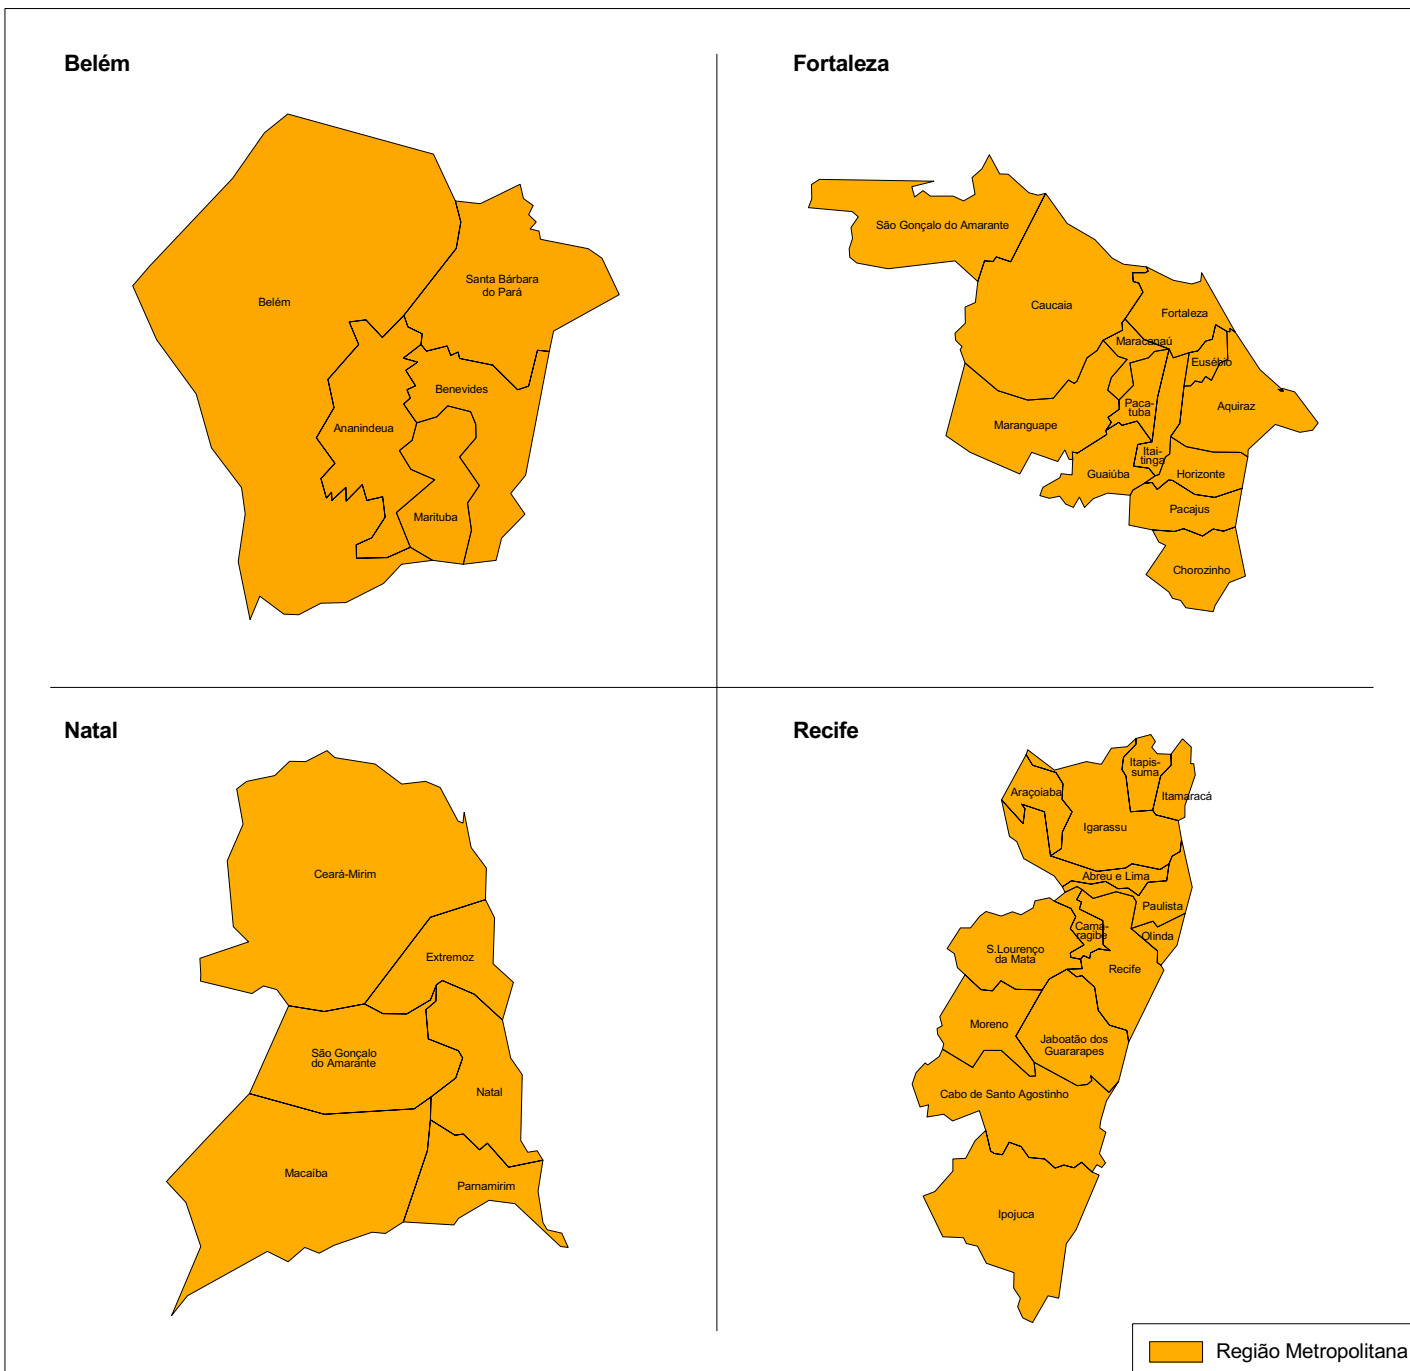 Belém
Belém
Santa Bárbara
do Pará
Benevides
Ananindeua
Marituba
Fortaleza
São Gonçalo do Amarante
Caucaia
Fortaleza
Maracanaú
Eusébio
Paca-
tuba
Aquiraz
Maranguape
Itai-
tinga
Guaiúba
Horizonte
Pacajus
Chorozinho
Natal
Ceará-Mirim
Extremoz
São Gonçalo
do Amarante
Natal
Macaíba
Parnamirim
Recife
Itapis-
suma
Araçoiaba
Itamaracá
Igarassu
Abreu e Lima
Paulista
Cama-
ragibe
Olinda
S.Lourenço
da Mata
Recife
Moreno
Jaboatão dos
Guararapes
Cabo de Santo Agostinho
Ipojuca
Região Metropolitana